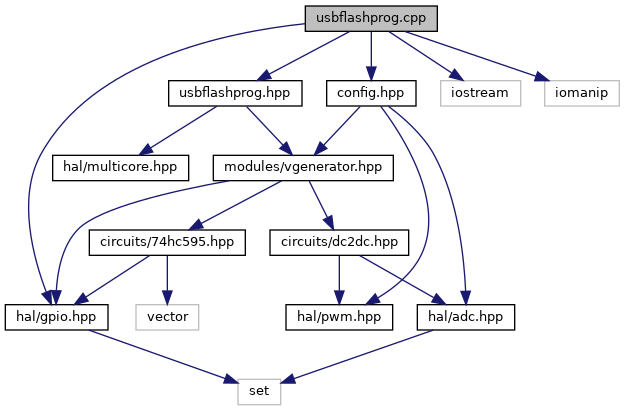 usbflashprog.cpp
usbflashprog.hpp
config.hpp
iostream
iomanip
hal/multicore.hpp
modules/vgenerator.hpp
circuits/74hc595.hpp
circuits/dc2dc.hpp
hal/gpio.hpp
vector
hal/pwm.hpp
hal/adc.hpp
set